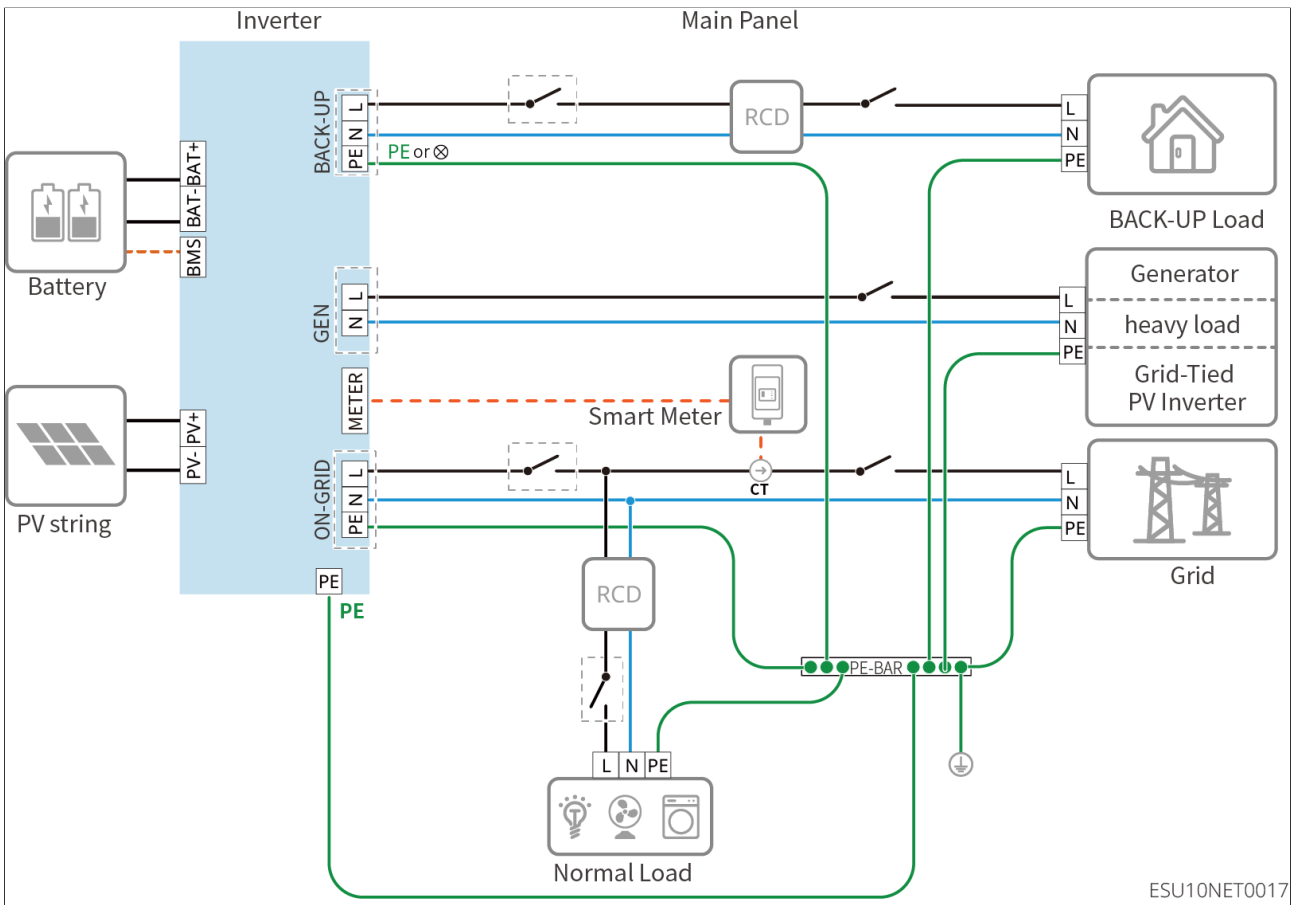 Inverter
Main Panel
BACK-UP
L
N
PE
PE or ⊗
RCD
L
N
PE
BACK-UP Load
BAT+
BAT-
BMS
Battery
GEN
L
N
L
N
PE
Generator
heavy load
Grid-Tied
PV Inverter
METER
Smart Meter
PV+
PV-
PV string
ON-GRID
L
N
PE
CT
L
N
PE
Grid
PE
PE
RCD
PE-BAR
L
N
PE
Normal Load
ESU10NET0017